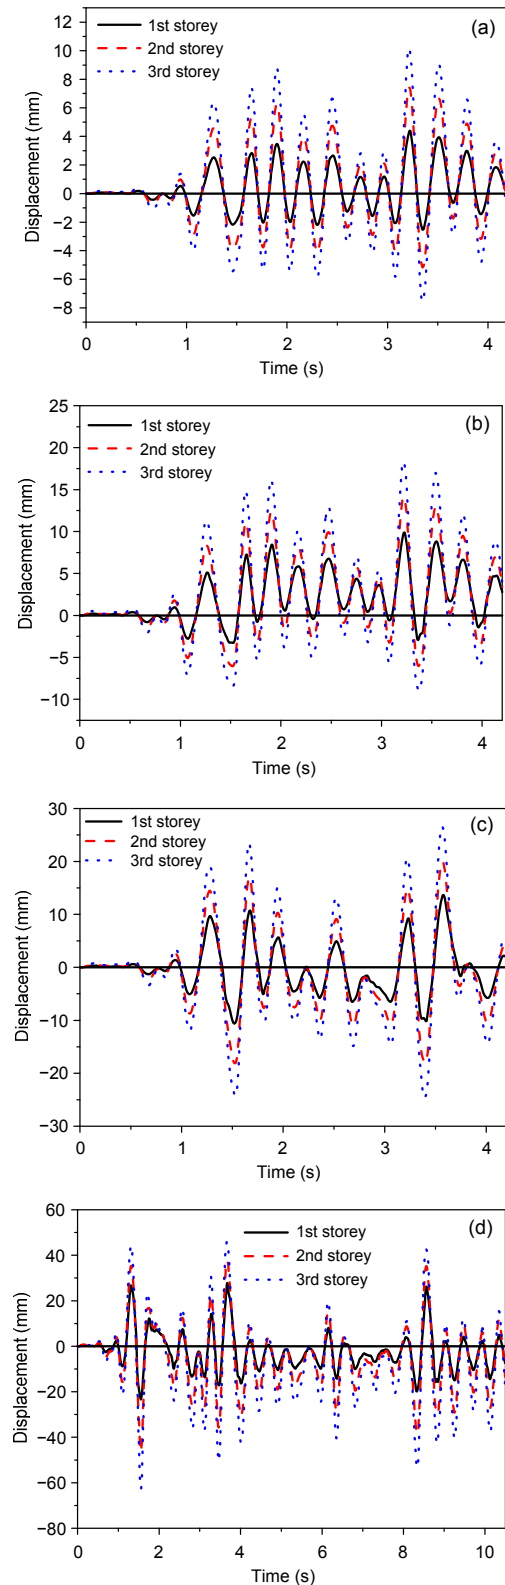 (a)
1st storey
2nd storey
3rd storey
Displacement (mm)
12
10
8
6
4
2
0
−2
−4
−6
−8
0 1 2 3 4
Time (s)
(b)
1st storey
2nd storey
3rd storey
Displacement (mm)
25
20
15
10
5
0
−5
−10
0 1 2 3 4
Time (s)
(c)
1st storey
2nd storey
3rd storey
Displacement (mm)
30
20
10
0
−10
−20
−30
0 1 2 3 4
Time (s)
(d)
1st storey
2nd storey
3rd storey
Displacement (mm)
60
40
20
0
−20
−40
−60
−80
0 2 4 6 8 10
Time (s)